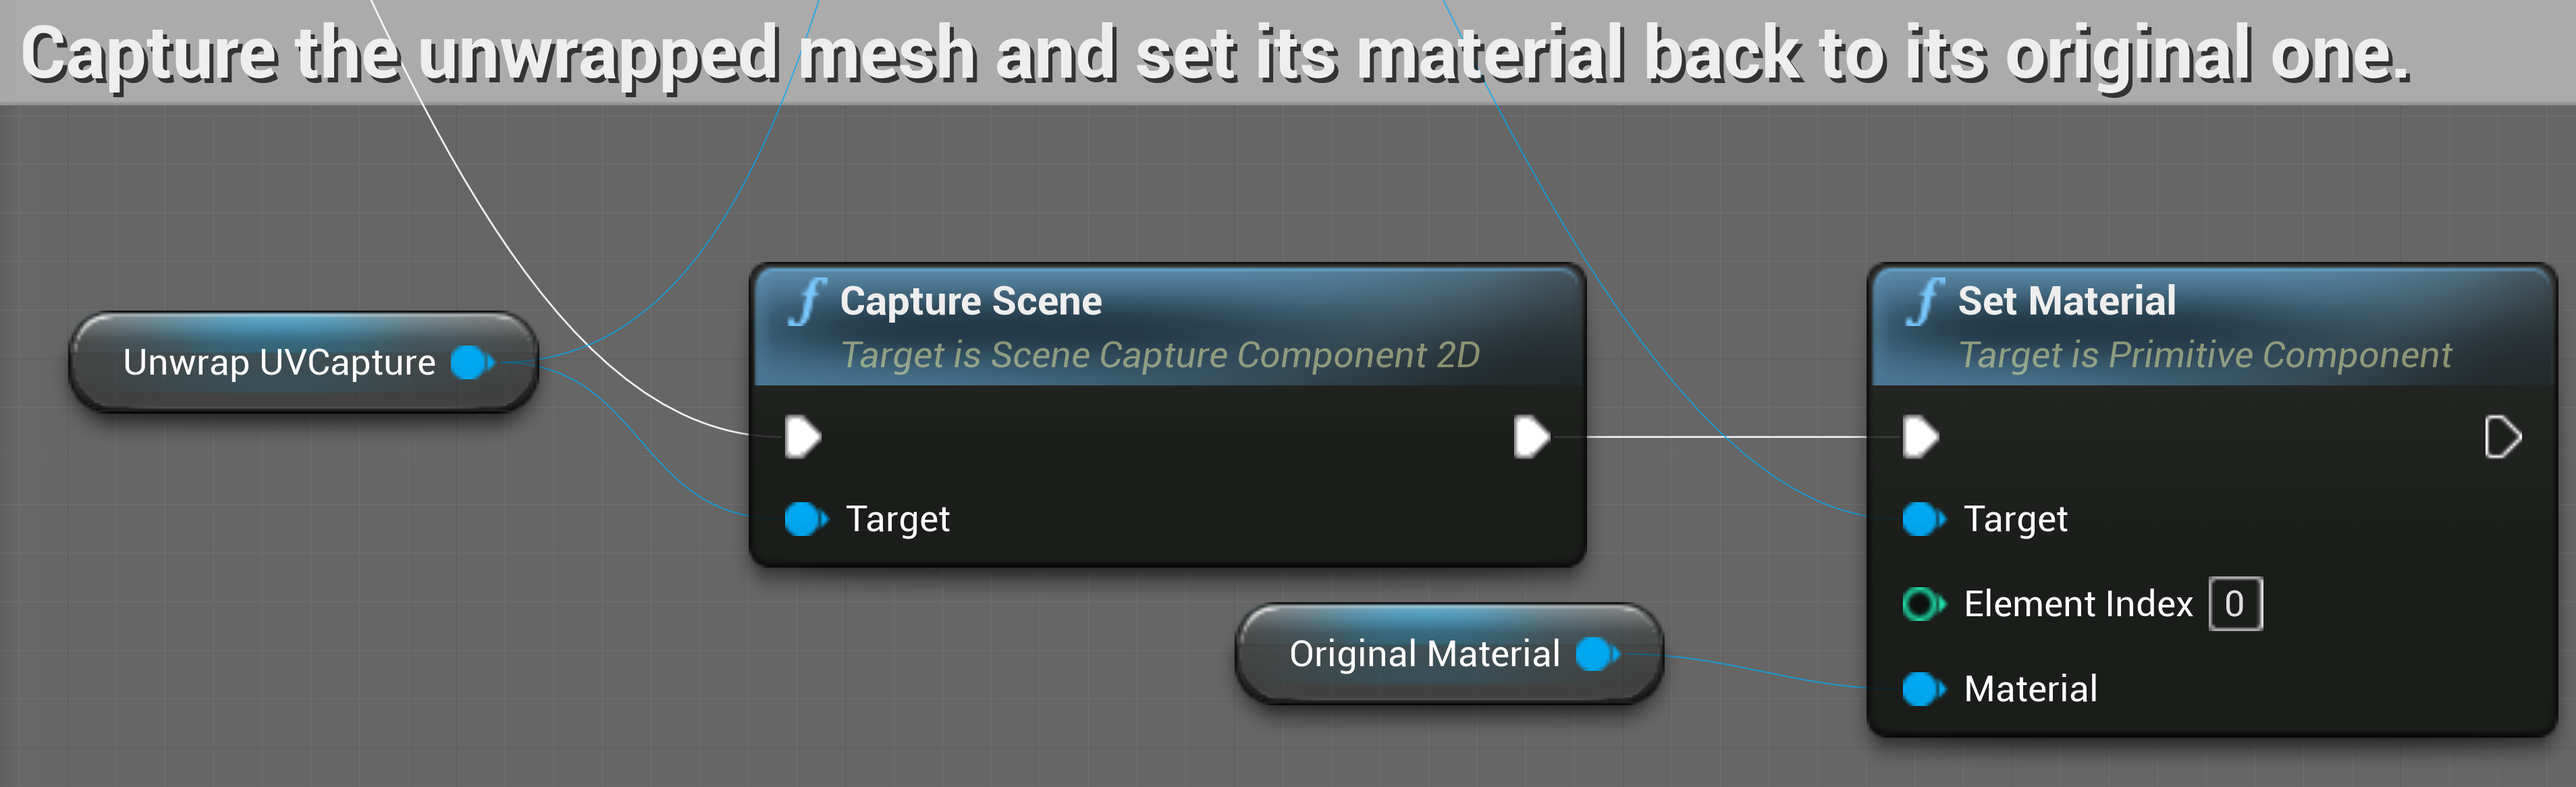 Capture the unwrapped mesh and set its material back to its original one.
Unwrap UVCapture
Capture Scene
Target is Scene Capture Component 2D
Target
Original Material
Set Material
Target is Primitive Component
Target
Element Index 0
Material